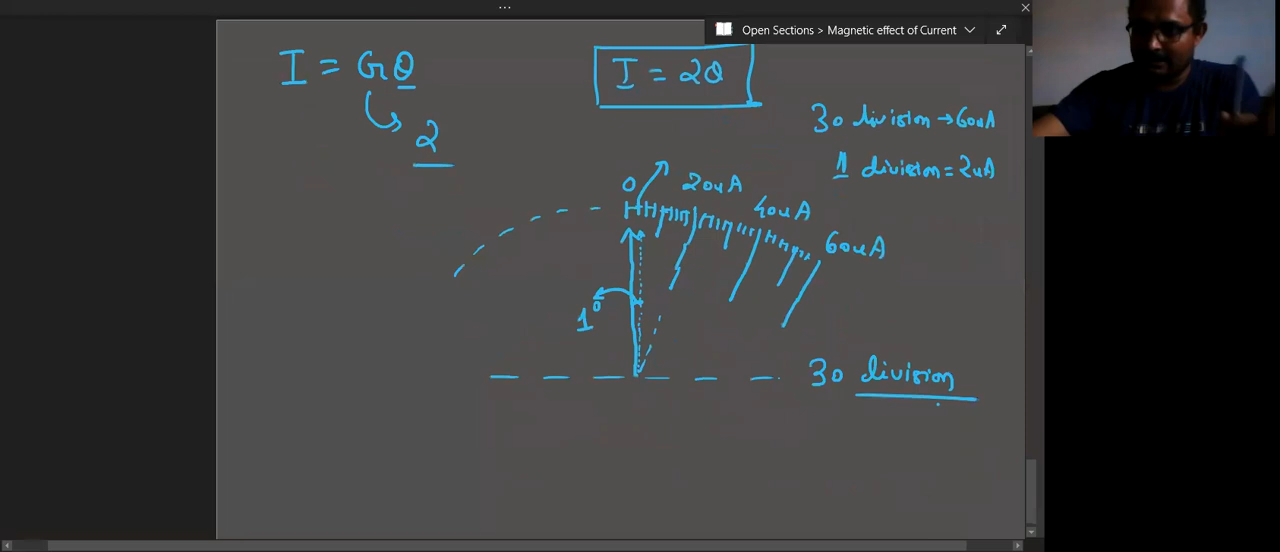 ...
Open Sections > Magnetic effect of Current
I = Gθ
2
I = 2θ
30 division → 60uA
1 division = 2uA
0
20uA
40uA
60uA
1°
30 division